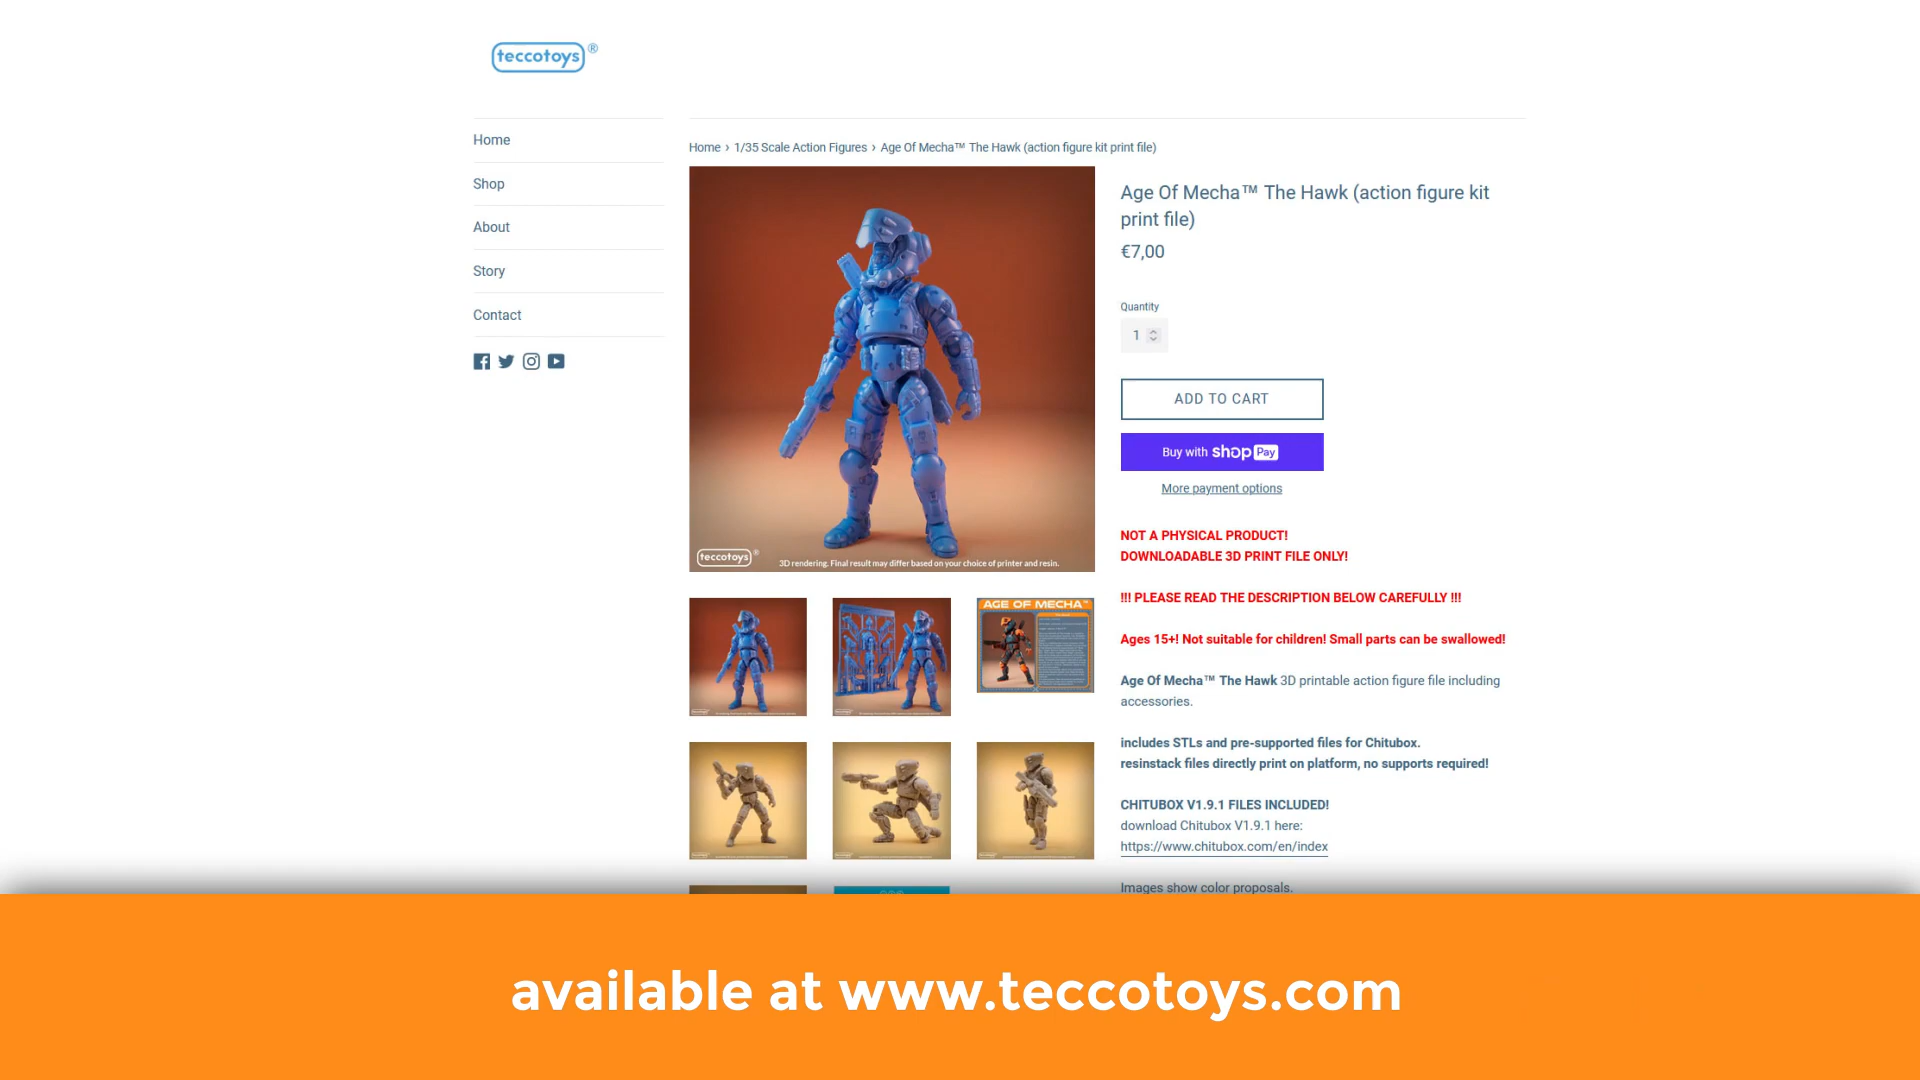 teccotoys®
Home
Shop
About
Story
Contact
Home › 1/35 Scale Action Figures › Age Of Mecha™ The Hawk (action figure kit print file)
teccotoys®
3D rendering. Final result may differ based on your choice of printer and resin.
AGE OF MECHA™
Age Of Mecha™ The Hawk (action figure kit
print file)
€7,00
Quantity
1
ADD TO CART
Buy with shop Pay
More payment options
NOT A PHYSICAL PRODUCT!
DOWNLOADABLE 3D PRINT FILE ONLY!
!!! PLEASE READ THE DESCRIPTION BELOW CAREFULLY !!!
Ages 15+! Not suitable for children! Small parts can be swallowed!
Age Of Mecha™ The Hawk 3D printable action figure file including
accessories.
includes STLs and pre-supported files for Chitubox.
resinstack files directly print on platform, no supports required!
CHITUBOX V1.9.1 FILES INCLUDED!
download Chitubox V1.9.1 here:
https://www.chitubox.com/en/index
Images show color proposals.
available at www.teccotoys.com